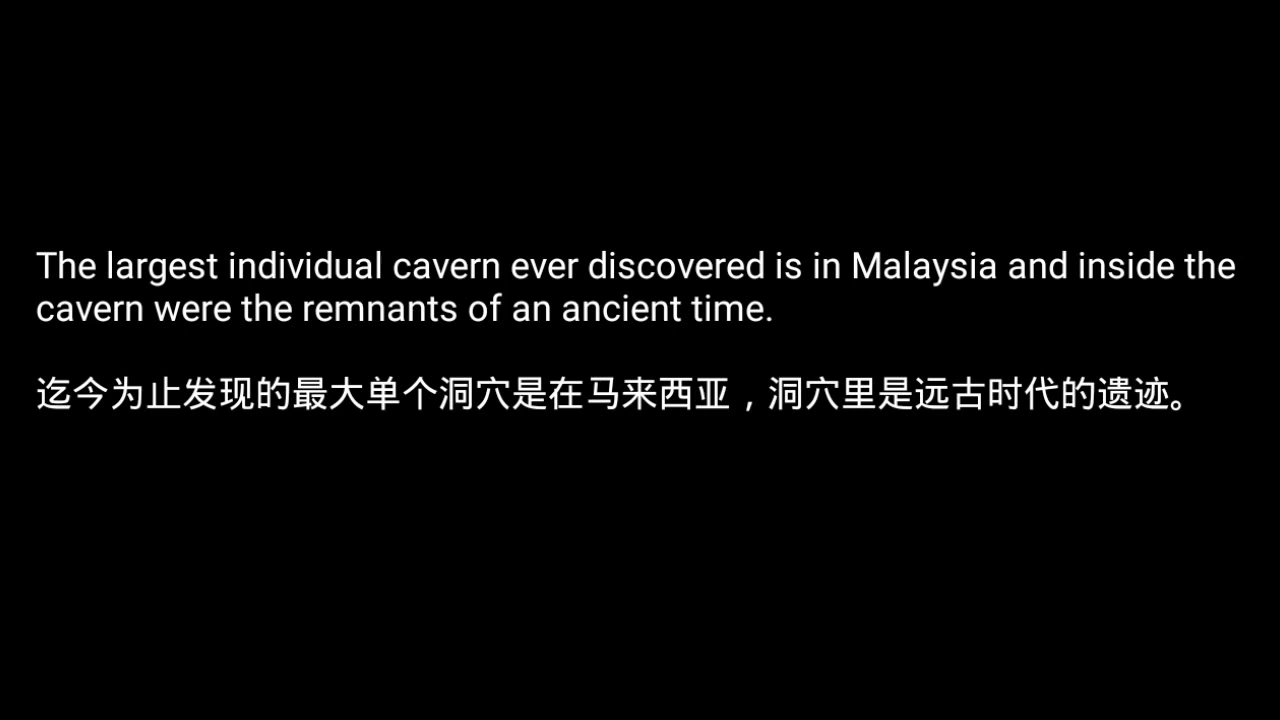 The largest individual cavern ever discovered is in Malaysia and inside the
cavern were the remnants of an ancient time.
迄今为止发现的最大单个洞穴是在马来西亚，洞穴里是远古时代的遗迹。